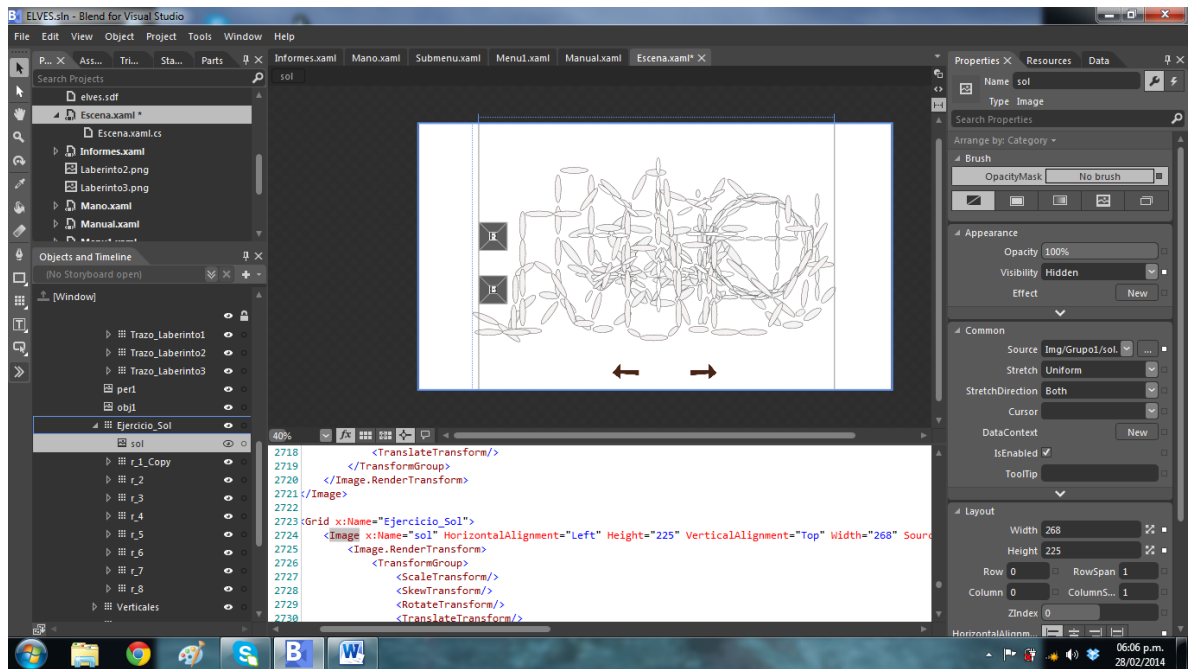 ELVES.sln - Blend for Visual Studio
File Edit View Object Project Tools Window Help
P... Ass... Tri... Sta... Parts
Search Projects
elves.sdf
Escena.xaml *
Escena.xaml.cs
Informes.xaml
Laberinto2.png
Laberinto3.png
Mano.xaml
Manual.xaml
Objects and Timeline
(No Storyboard open)
[Window]
Trazo_Laberinto1
Trazo_Laberinto2
Trazo_Laberinto3
per1
obj1
Ejercicio_Sol
sol
r_1_Copy
r_2
r_3
r_4
r_5
r_6
r_7
r_8
Verticales
Informes.xaml Mano.xaml Submenu.xaml Menu1.xaml Manual.xaml Escena.xaml*
sol
40%
2718 <TranslateTransform/>
2719 </TransformGroup>
2720 </Image.RenderTransform>
2721 </Image>
2722
2723 <Grid x:Name="Ejercicio_Sol">
2724 <Image x:Name="sol" HorizontalAlignment="Left" Height="225" VerticalAlignment="Top" Width="268" Sourc
2725 <Image.RenderTransform>
2726 <TransformGroup>
2727 <ScaleTransform/>
2728 <SkewTransform/>
2729 <RotateTransform/>
2730 <TranslateTransform/>
Properties Resources Data
Name sol
Type Image
Search Properties
Arrange by: Category
Brush
OpacityMask No brush
Appearance
Opacity 100%
Visibility Hidden
Effect New
Common
Source Img/Grupo1/sol. ...
Stretch Uniform
StretchDirection Both
Cursor
DataContext New
IsEnabled
ToolTip
Layout
Width 268
Height 225
Row 0 RowSpan 1
Column 0 ColumnS... 1
ZIndex 0
HorizontalAlignm...
06:06 p.m.
28/02/2014